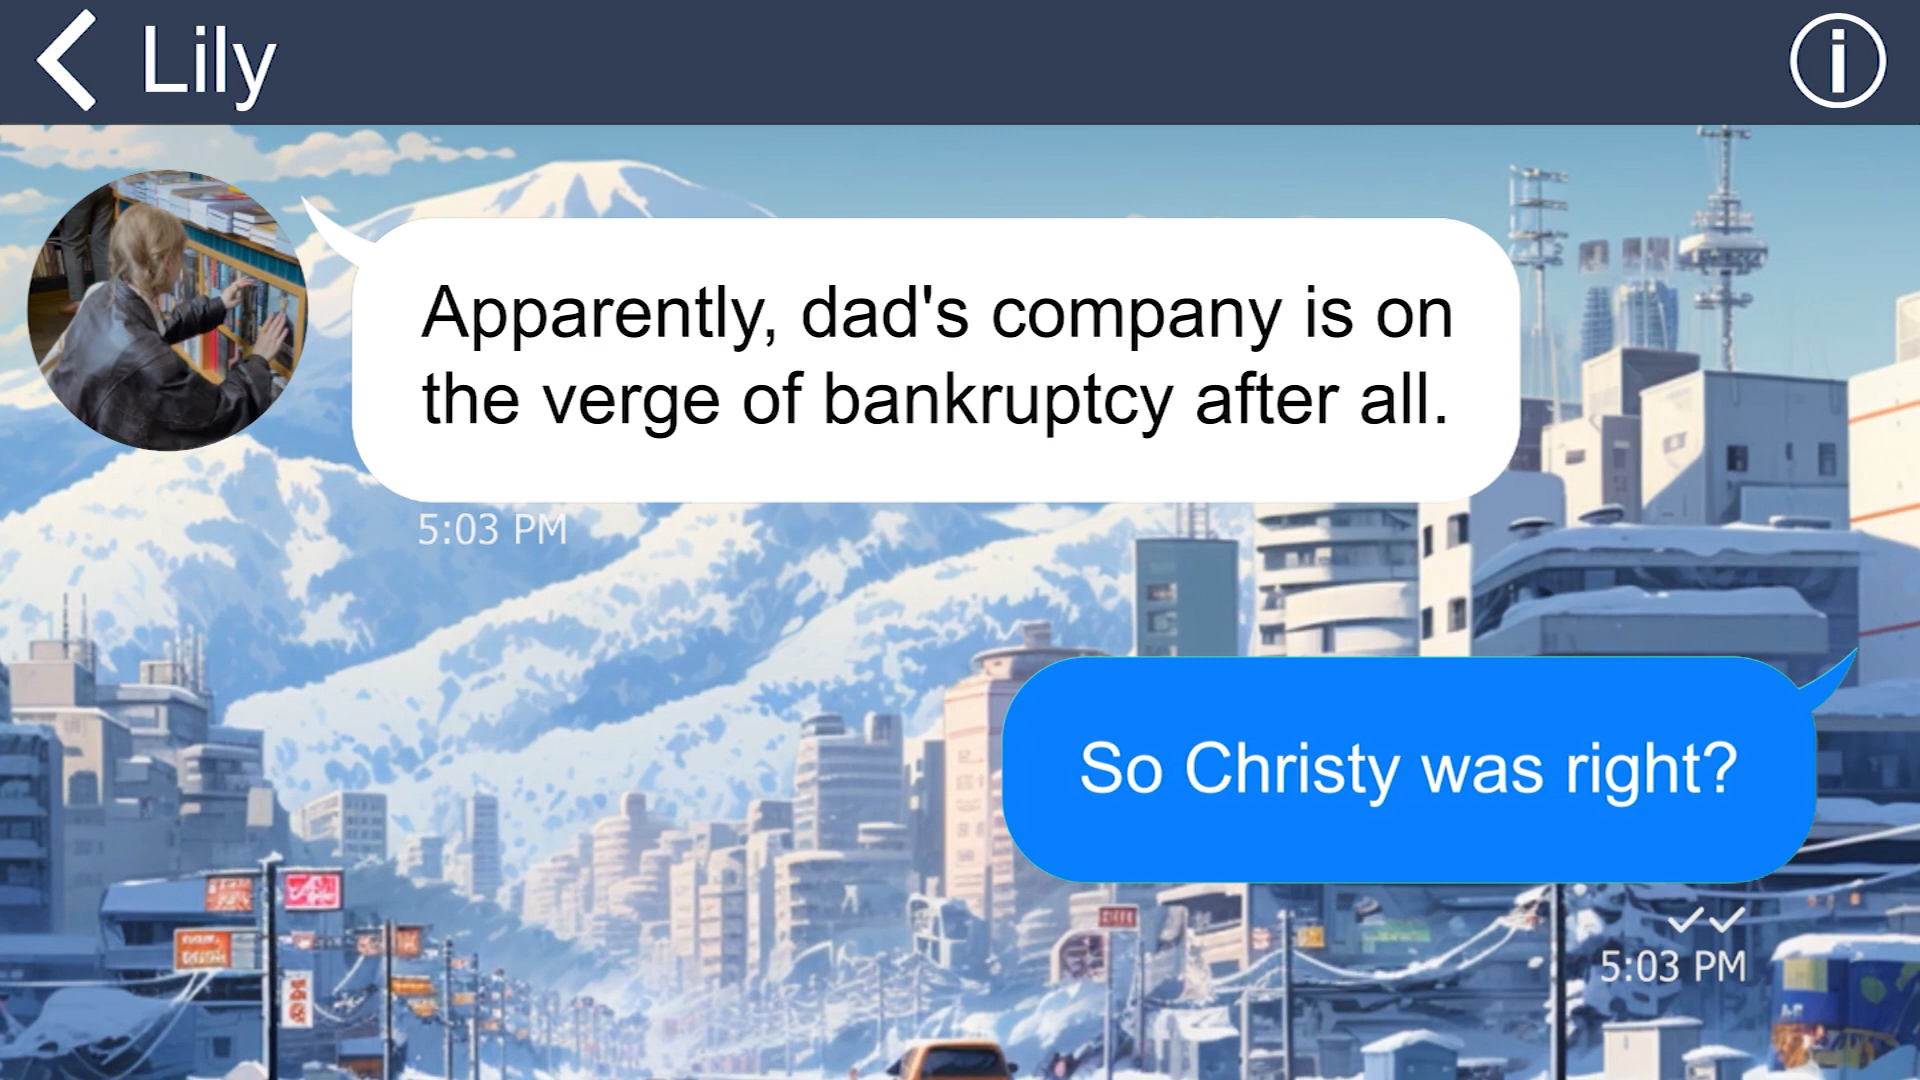 Lily
Apparently, dad's company is on
the verge of bankruptcy after all.
5:03 PM
So Christy was right?
5:03 PM